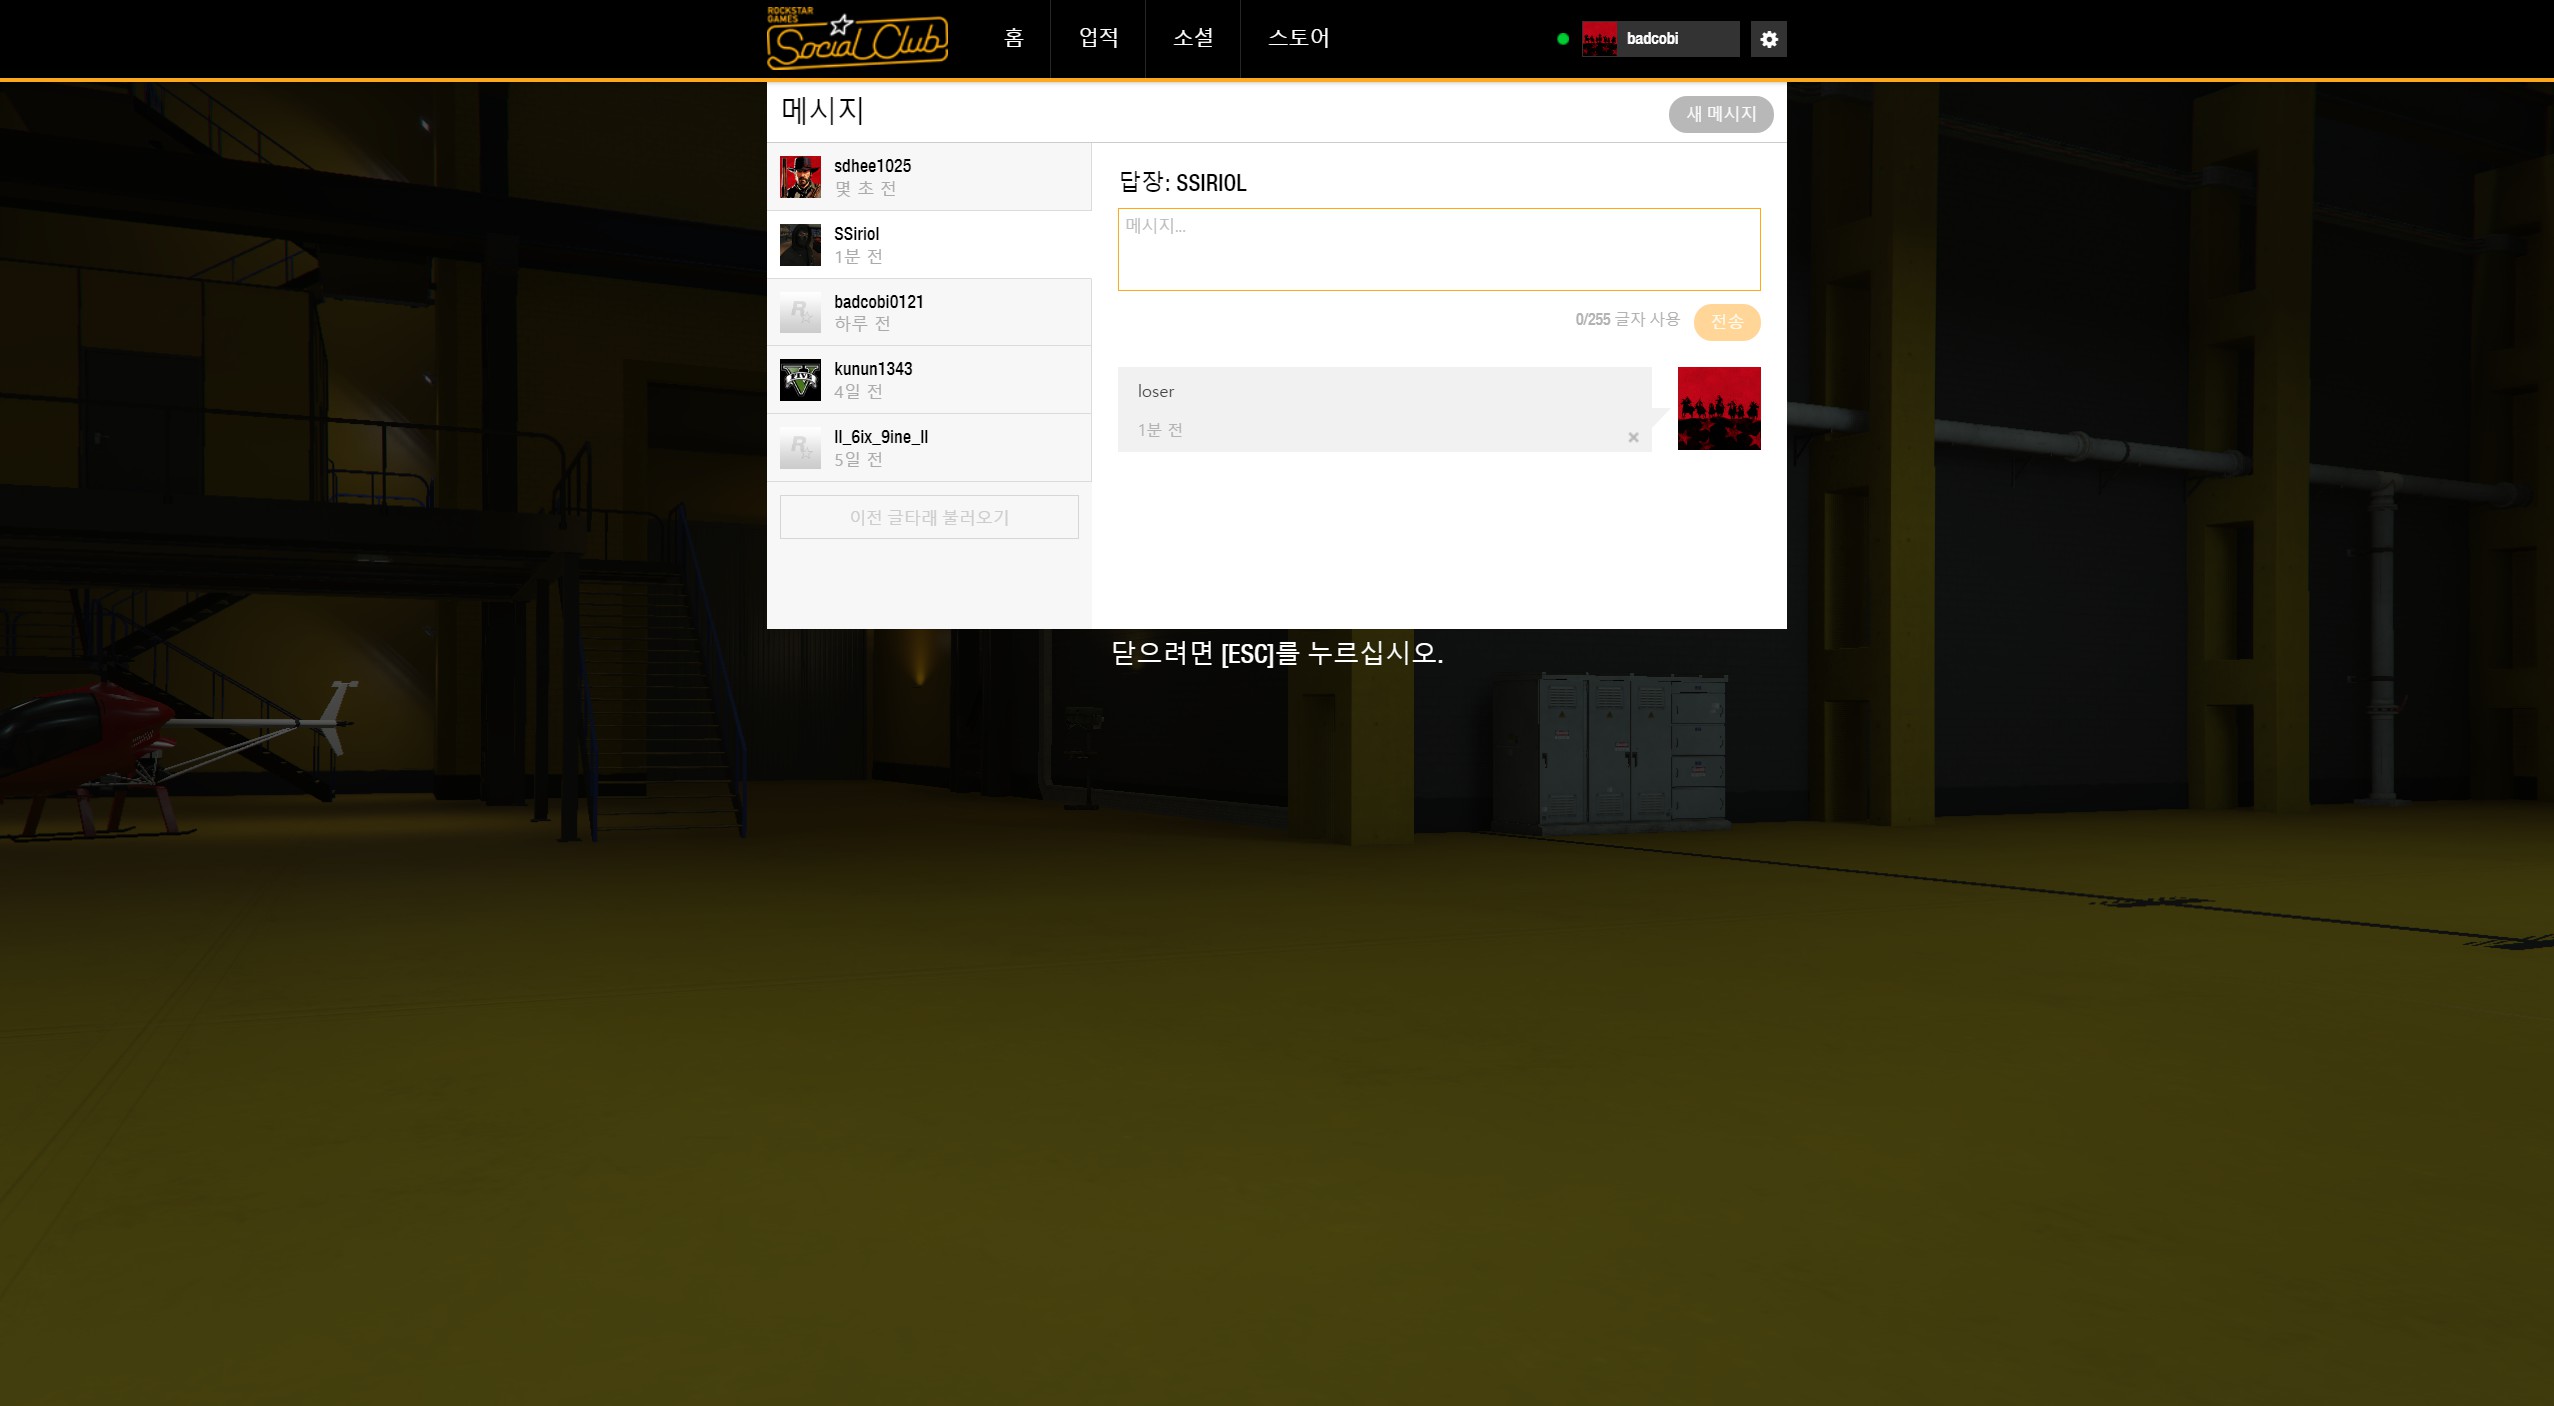 ROCKSTAR
GAMES
Social Club
홈
업적
소셜
스토어
badcobi
메시지
새 메시지
sdhee1025
몇 초 전
SSiriol
1분 전
badcobi0121
하루 전
kunun1343
4일 전
ll_6ix_9ine_ll
5일 전
이전 글타래 불러오기
답장: SSIRIOL
메시지...
0/255 글자 사용
전송
loser
1분 전
닫으려면 [ESC]를 누르십시오.